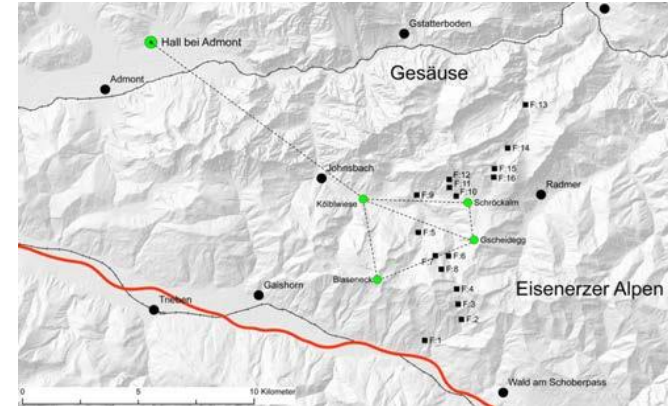 Gstatterboden
Hall bei Admont
Gesäuse
Admont
F:13
F:14
Johnsbach
F:15
F:12
F:16
F:11
Radmer
F:9
F:10
Kölblwiese
Schröckalm
F:5
Gscheidegg
F:7
F:6
F:8
Blaseneck
Eisenerzer Alpen
F:4
Gaishorn
Trieben
F:3
F:2
F:1
Wald am Schoberpass
0
5
10 Kilometer